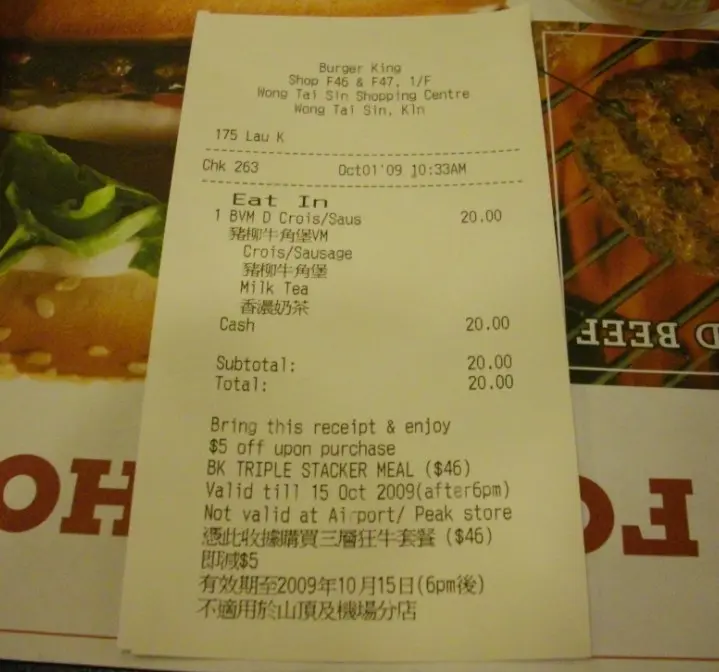 Burger King
Shop F46 & F47, 1/F
Wong Tai Sin Shopping Centre
Wong Tai Sin, Kln
175 Lau K
Chk 263 Oct01'09 10:33AM
Eat In
1 BVM D Crois/Saus 20.00
豬柳牛角堡VM
Crois/Sausage
豬柳牛角堡
Milk Tea
香濃奶茶
Cash 20.00
Subtotal: 20.00
Total: 20.00
Bring this receipt & enjoy
$5 off upon purchase
BK TRIPLE STACKER MEAL ($46)
Valid till 15 Oct 2009(after6pm)
Not valid at Airport/ Peak store
憑此收據購買三層狂牛套餐 ($46)
即減$5
有效期至2009年10月15日(6pm後)
不適用於山頂及機場分店
D BEEF
HO
FO